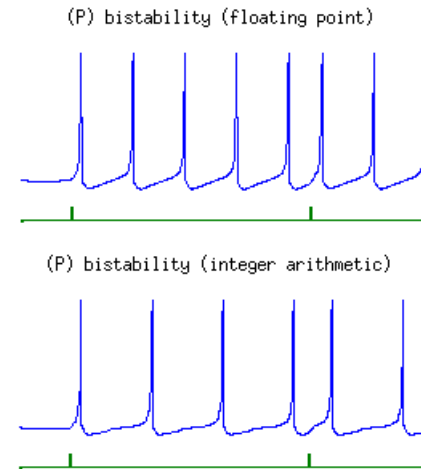 (P) bistability (floating point)
(P) bistability (integer arithmetic)